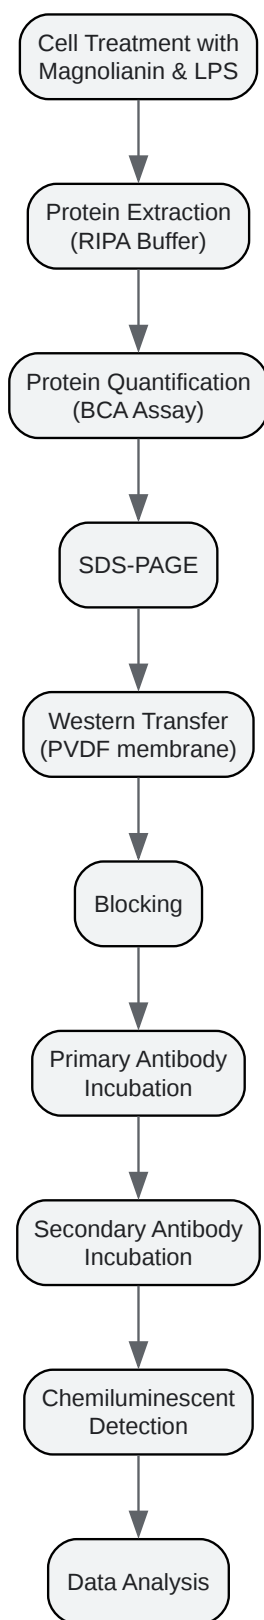 Cell Treatment with
Magnolianin & LPS
Protein Extraction
(RIPA Buffer)
Protein Quantification
(BCA Assay)
SDS-PAGE
Western Transfer
(PVDF membrane)
Blocking
Primary Antibody
Incubation
Secondary Antibody
Incubation
Chemiluminescent
Detection
Data Analysis